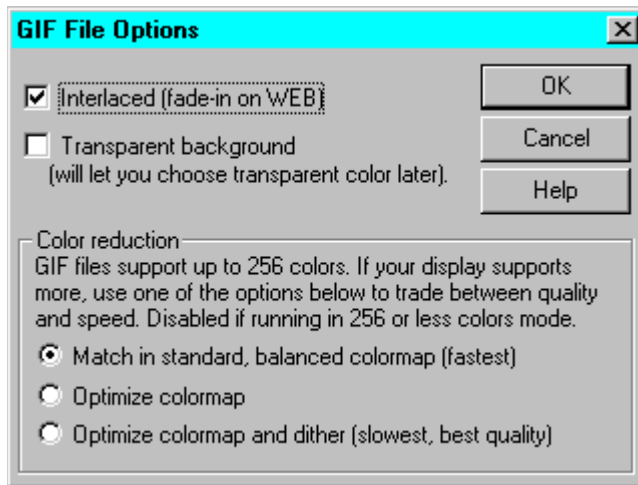 GIF File Options
Interlaced (fade-in on WEB)
OK
Transparent background
(will let you choose transparent color later).
Cancel
Help
Color reduction
GIF files support up to 256 colors. If your display supports
more, use one of the options below to trade between quality
and speed. Disabled if running in 256 or less colors mode.
Match in standard, balanced colormap (fastest)
Optimize colormap
Optimize colormap and dither (slowest, best quality)